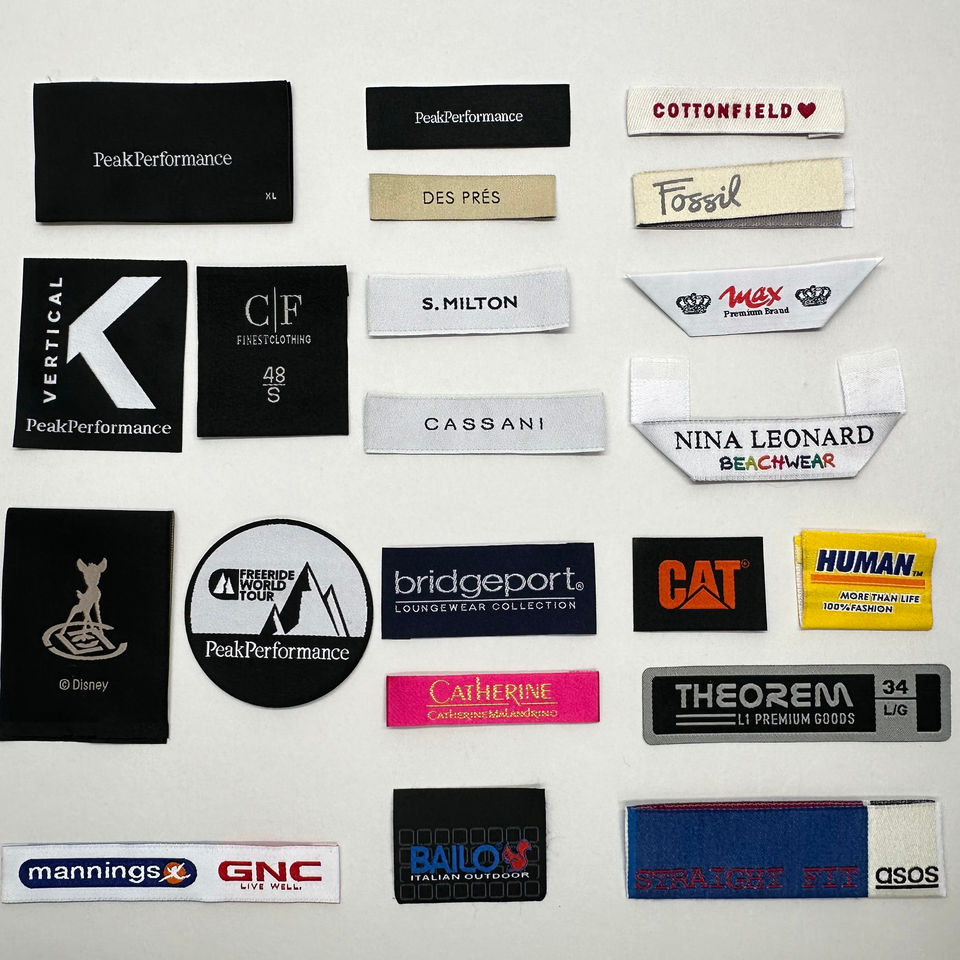 PeakPerformance
XL
PeakPerformance
COTTONFIELD
DES PRÉS
Fossil
VERTICAL
K
PeakPerformance
C|F
FINESTCLOTHING
48
S
S. MILTON
max
Premium Brand
CASSANI
NINA LEONARD
BEACHWEAR
© Disney
FREERIDE
WORLD
TOUR
PeakPerformance
bridgeport®
LOUNGEWEAR COLLECTION
CAT®
HUMAN™
MORE THAN LIFE
100% FASHION
CATHERINE
CATHERINE MALANDRINO
THEOREM
L1 PREMIUM GOODS
34
L/G
mannings
GNC
LIVE WELL.
BAILO
ITALIAN OUTDOOR
STRAIGHT FIT
asos